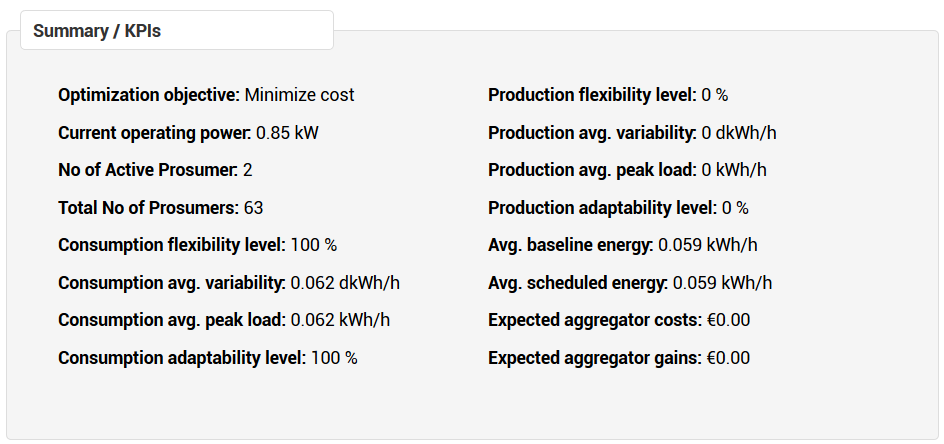 Summary / KPIs
Optimization objective: Minimize cost
Current operating power: 0.85 kW
No of Active Prosumer: 2
Total No of Prosumers: 63
Consumption flexibility level: 100 %
Consumption avg. variability: 0.062 dkWh/h
Consumption avg. peak load: 0.062 kWh/h
Consumption adaptability level: 100 %
Production flexibility level: 0 %
Production avg. variability: 0 dkWh/h
Production avg. peak load: 0 kWh/h
Production adaptability level: 0 %
Avg. baseline energy: 0.059 kWh/h
Avg. scheduled energy: 0.059 kWh/h
Expected aggregator costs: €0.00
Expected aggregator gains: €0.00